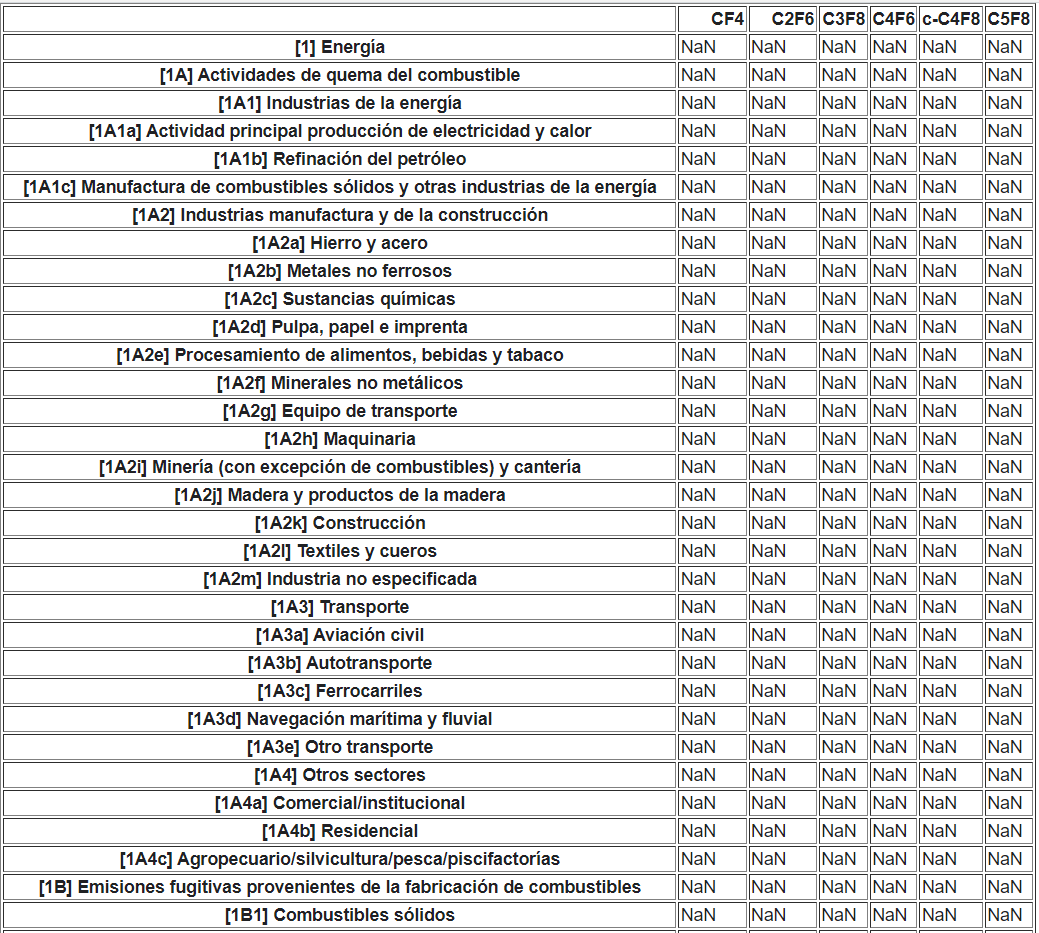 CF4 C2F6 C3F8 C4F6 c-C4F8 C5F8
[1] Energía NaN NaN NaN NaN NaN NaN
[1A] Actividades de quema del combustible NaN NaN NaN NaN NaN NaN
[1A1] Industrias de la energía NaN NaN NaN NaN NaN NaN
[1A1a] Actividad principal producción de electricidad y calor NaN NaN NaN NaN NaN NaN
[1A1b] Refinación del petróleo NaN NaN NaN NaN NaN NaN
[1A1c] Manufactura de combustibles sólidos y otras industrias de la energía NaN NaN NaN NaN NaN NaN
[1A2] Industrias manufactura y de la construcción NaN NaN NaN NaN NaN NaN
[1A2a] Hierro y acero NaN NaN NaN NaN NaN NaN
[1A2b] Metales no ferrosos NaN NaN NaN NaN NaN NaN
[1A2c] Sustancias químicas NaN NaN NaN NaN NaN NaN
[1A2d] Pulpa, papel e imprenta NaN NaN NaN NaN NaN NaN
[1A2e] Procesamiento de alimentos, bebidas y tabaco NaN NaN NaN NaN NaN NaN
[1A2f] Minerales no metálicos NaN NaN NaN NaN NaN NaN
[1A2g] Equipo de transporte NaN NaN NaN NaN NaN NaN
[1A2h] Maquinaria NaN NaN NaN NaN NaN NaN
[1A2i] Minería (con excepción de combustibles) y cantería NaN NaN NaN NaN NaN NaN
[1A2j] Madera y productos de la madera NaN NaN NaN NaN NaN NaN
[1A2k] Construcción NaN NaN NaN NaN NaN NaN
[1A2l] Textiles y cueros NaN NaN NaN NaN NaN NaN
[1A2m] Industria no especificada NaN NaN NaN NaN NaN NaN
[1A3] Transporte NaN NaN NaN NaN NaN NaN
[1A3a] Aviación civil NaN NaN NaN NaN NaN NaN
[1A3b] Autotransporte NaN NaN NaN NaN NaN NaN
[1A3c] Ferrocarriles NaN NaN NaN NaN NaN NaN
[1A3d] Navegación marítima y fluvial NaN NaN NaN NaN NaN NaN
[1A3e] Otro transporte NaN NaN NaN NaN NaN NaN
[1A4] Otros sectores NaN NaN NaN NaN NaN NaN
[1A4a] Comercial/institucional NaN NaN NaN NaN NaN NaN
[1A4b] Residencial NaN NaN NaN NaN NaN NaN
[1A4c] Agropecuario/silvicultura/pesca/piscifactorías NaN NaN NaN NaN NaN NaN
[1B] Emisiones fugitivas provenientes de la fabricación de combustibles NaN NaN NaN NaN NaN NaN
[1B1] Combustibles sólidos NaN NaN NaN NaN NaN NaN